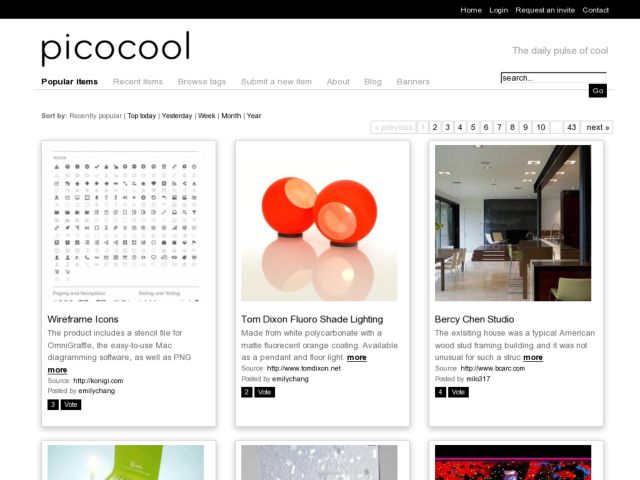 Home Login Request an invite Contact
picocool
The daily pulse of cool
Popular items Recent items Browse tags Submit a new item About Blog Banners
search...
Go
Sort by: Recently popular | Top today | Yesterday | Week | Month | Year
« previous 1 2 3 4 5 6 7 8 9 10 ... 43 next »
Icons
Paging and Navigation Rating and Voting
Wireframe Icons
The product includes a stencil file for
OmniGraffle, the easy-to-use Mac
diagramming software, as well as PNG
more
Source: http://konigi.com
Posted by emilychang
3 Vote
Tom Dixon Fluoro Shade Lighting
Made from white polycarbonate with a
matte fluorecent orange coating. Available
as a pendant and floor light. more
Source: http://www.tomdixon.net
Posted by emilychang
2 Vote
Bercy Chen Studio
The exisiting house was a typical American
wood stud framing building and it was not
unusual for such a struc more
Source: http://www.bcarc.com
Posted by milo317
4 Vote